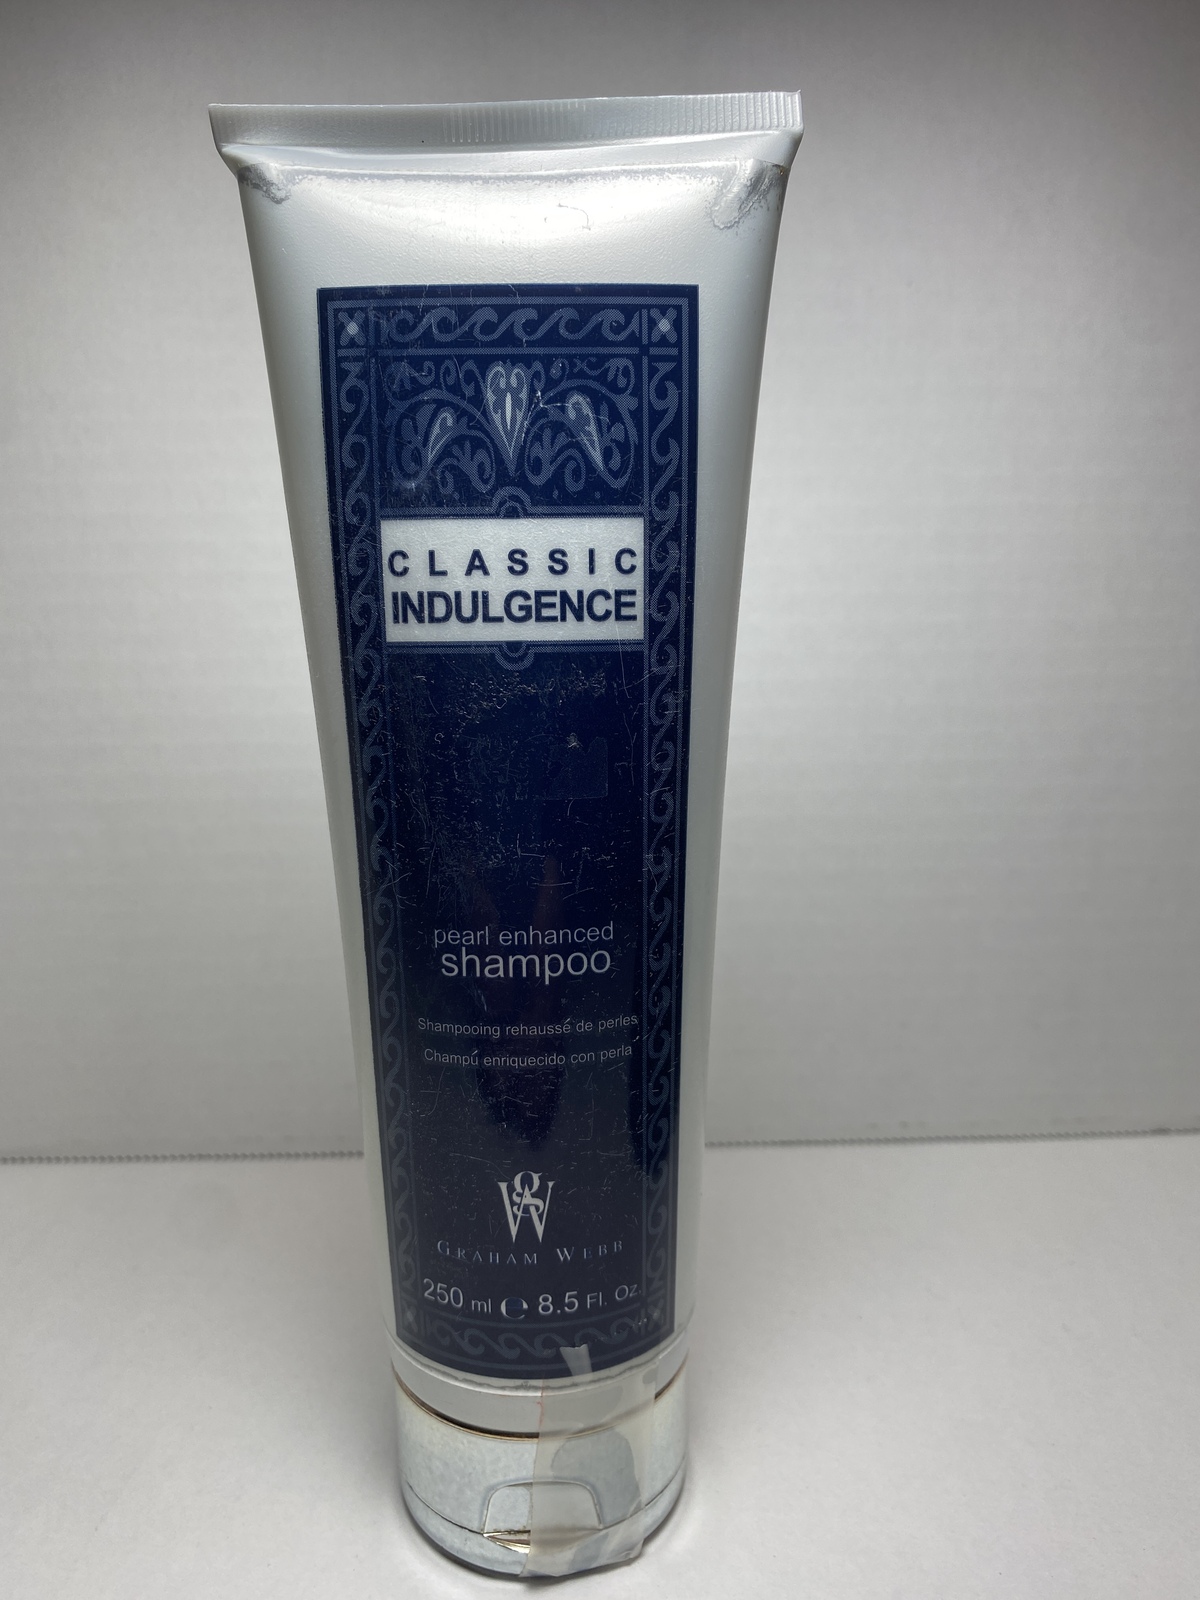 CLASSIC
INDULGENCE
pearl enhanced
shampoo
Shampooing rehaussé de perles
Champú enriquecido con perla
gW
GRAHAM WEBB
250 ml ℮ 8.5 Fl. Oz.